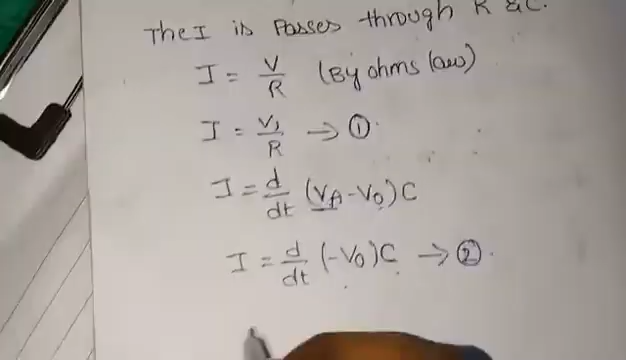 The I is Passes through R & C.
I = V/R (By ohms law)
I = V₁/R → ①
I = d/dt (VA - V0) C
I = d/dt (-V0) C → ②.